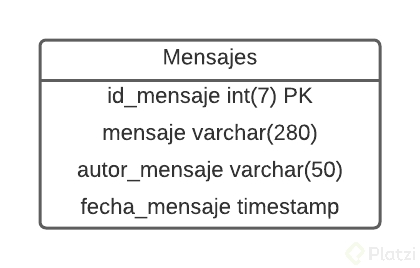 Mensajes
id_mensaje int(7) PK
mensaje varchar(280)
autor_mensaje varchar(50)
fecha_mensaje timestamp
Platzi